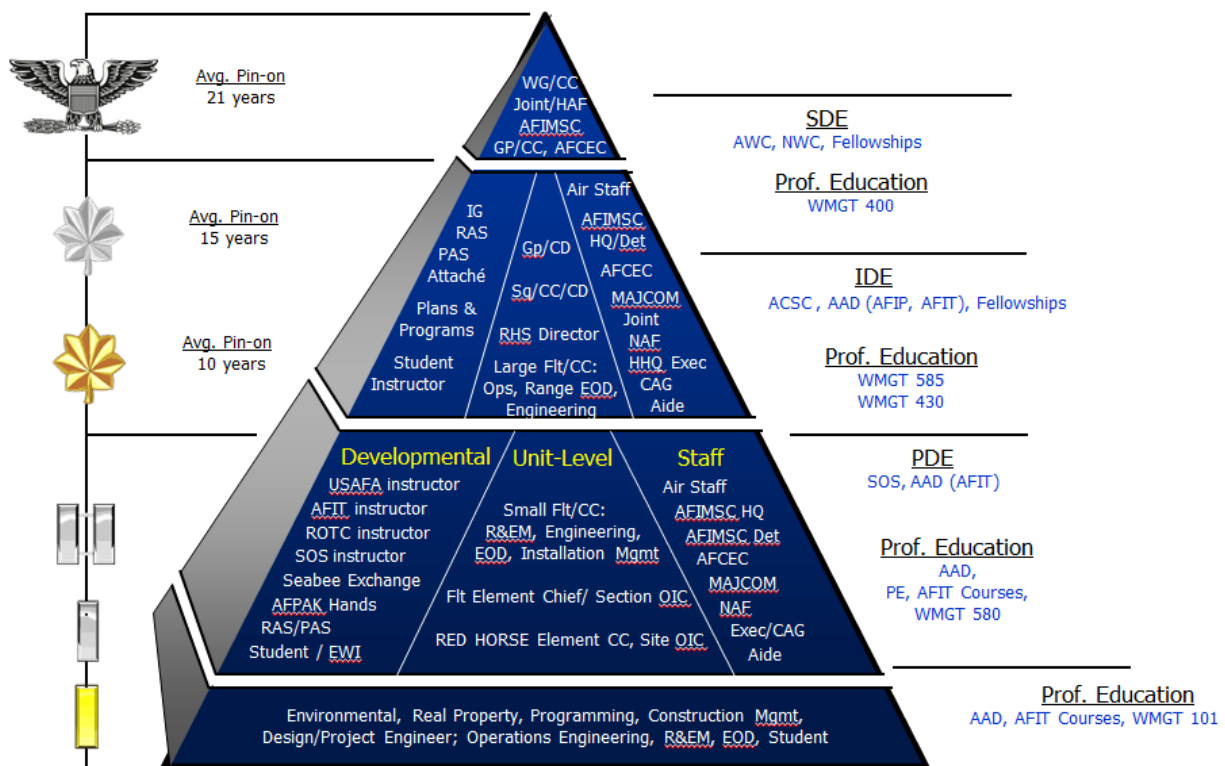 Avg. Pin-on
21 years
Avg. Pin-on
15 years
Avg. Pin-on
10 years
WG/CC
Joint/HAF
AFIMSC
GP/CC, AFCEC
IG
RAS
PAS
Attaché
Plans &
Programs
Student
Instructor
Gp/CD
Sq/CC/CD
RHS Director
Large Flt/CC:
Ops, Range EOD,
Engineering
Air Staff
AFIMSC
HQ/Det
AFCEC
MAJCOM
Joint
NAF
HHQ Exec
CAG
Aide
Developmental
USAFA instructor
AFIT instructor
ROTC instructor
SOS instructor
Seabee Exchange
AFPAK Hands
RAS/PAS
Student / EWI
Unit-Level
Small Flt/CC:
R&EM, Engineering,
EOD, Installation Mgmt
Flt Element Chief/ Section OIC
RED HORSE Element CC, Site OIC
Staff
Air Staff
AFIMSC HQ
AFIMSC Det
AFCEC
MAJCOM
NAF
Exec/CAG
Aide
Environmental, Real Property, Programming, Construction Mgmt,
Design/Project Engineer; Operations Engineering, R&EM, EOD, Student
SDE
AWC, NWC, Fellowships
Prof. Education
WMGT 400
IDE
ACSC , AAD (AFIP, AFIT), Fellowships
Prof. Education
WMGT 585
WMGT 430
PDE
SOS, AAD (AFIT)
Prof. Education
AAD,
PE, AFIT Courses,
WMGT 580
Prof. Education
AAD, AFIT Courses, WMGT 101